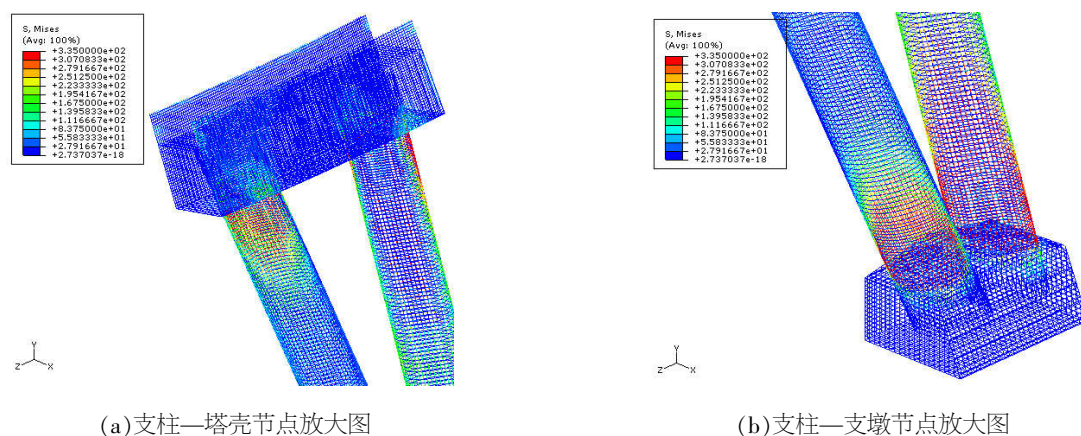 S, Mises
(Avg: 100%)
+3.350000e+02
+3.070833e+02
+2.791667e+02
+2.512500e+02
+2.233333e+02
+1.954167e+02
+1.675000e+02
+1.395833e+02
+1.116667e+02
+8.375000e+01
+5.583333e+01
+2.791667e+01
+2.737037e-18
Y
Z X
(a)支柱—塔壳节点放大图
S, Mises
(Avg: 100%)
+3.350000e+02
+3.070833e+02
+2.791667e+02
+2.512500e+02
+2.233333e+02
+1.954167e+02
+1.675000e+02
+1.395833e+02
+1.116667e+02
+8.375000e+01
+5.583333e+01
+2.791667e+01
+2.737037e-18
Y
Z X
(b)支柱—支墩节点放大图